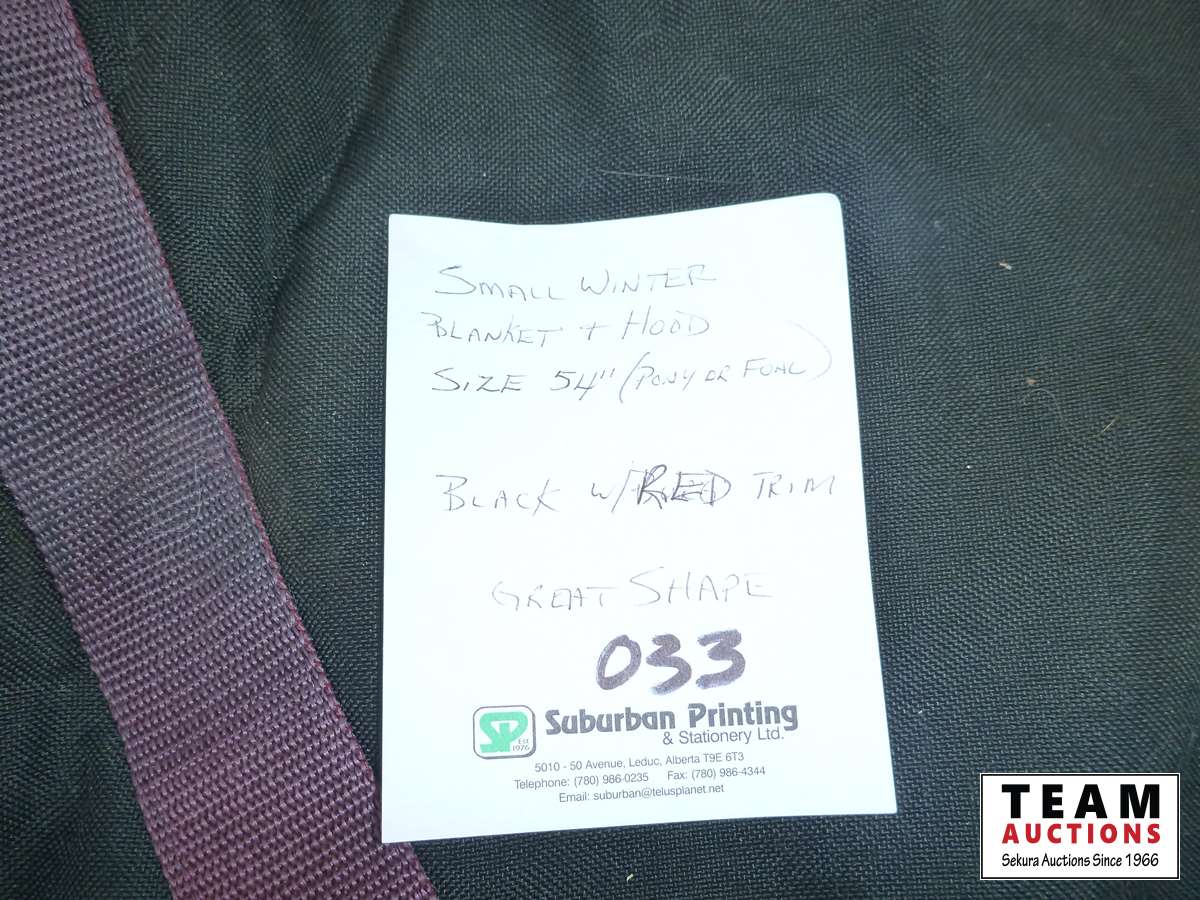 SMALL WINTER
BLANKET + HOOD
SIZE 54" (PONY OR FOAL)
BLACK W/RED TRIM
GREAT SHAPE
033
SP
EST
1976
Suburban Printing
& Stationery Ltd.
5010 - 50 Avenue, Leduc, Alberta T9E 6T3
Telephone: (780) 986-0235 Fax: (780) 986-4344
Email: suburban@telusplanet.net
TEAM
AUCTIONS
Sekura Auctions Since 1966